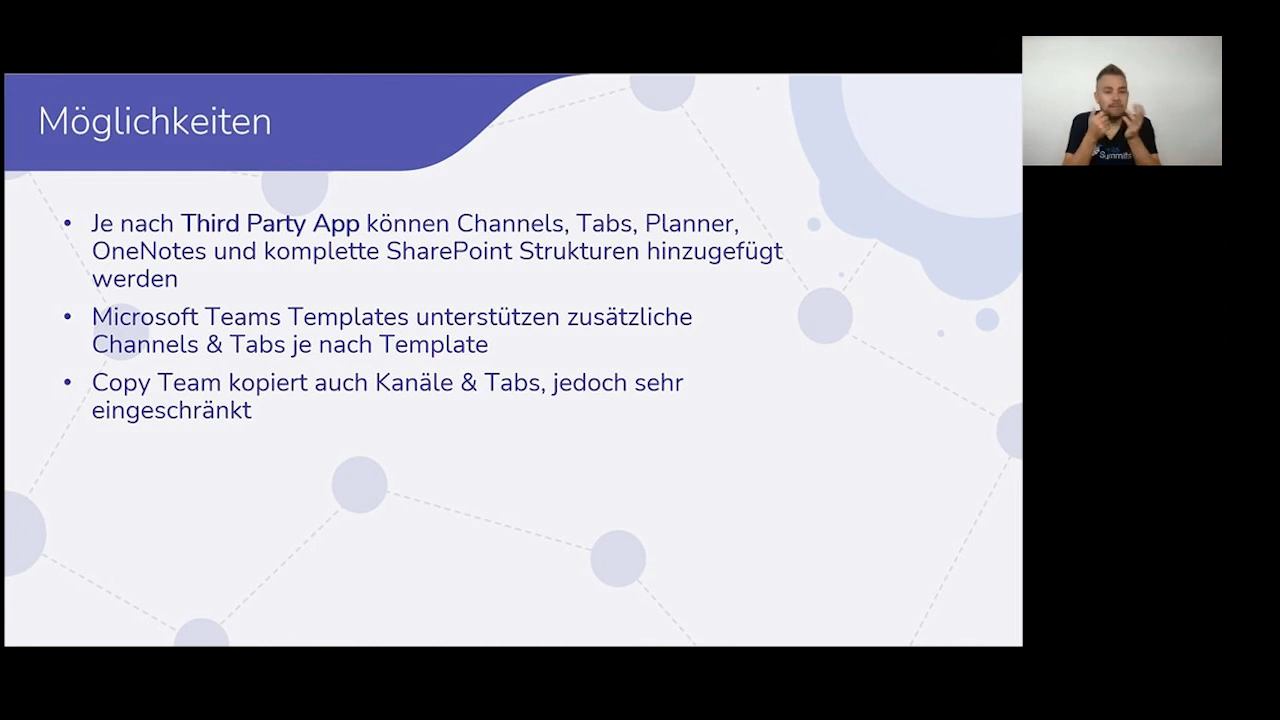 Möglichkeiten
• Je nach Third Party App können Channels, Tabs, Planner,
OneNotes und komplette SharePoint Strukturen hinzugefügt
werden
• Microsoft Teams Templates unterstützen zusätzliche
Channels & Tabs je nach Template
• Copy Team kopiert auch Kanäle & Tabs, jedoch sehr
eingeschränkt
Summits